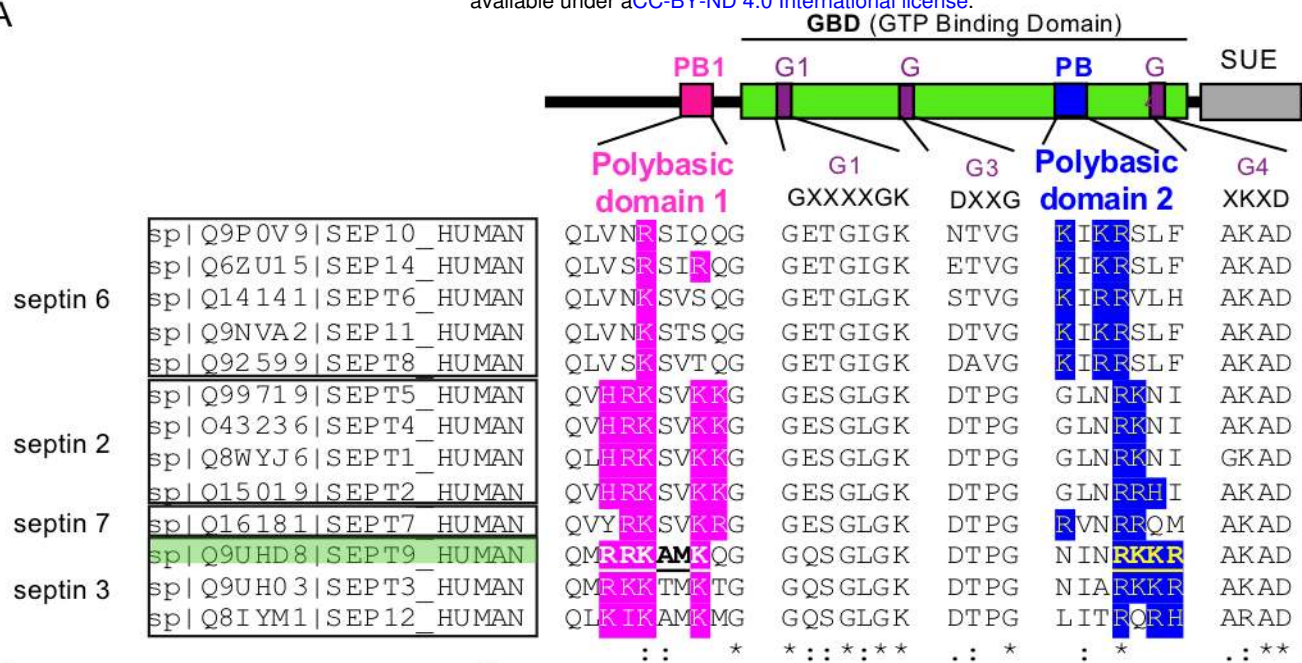 A
available under aCC-BY-ND 4.0 International license.
GBD (GTP Binding Domain)
PB1 G1 G PB G SUE
Polybasic domain 1
G1
GXXXXGK
G3
DXXG
Polybasic domain 2
G4
XKXD
sp|Q9P0V9|SEP10_HUMAN QLVNRSIQQG GETGIGK NTVG KIKRSLF AKAD
sp|Q6ZU15|SEP14_HUMAN QLVSRSIRQG GETGIGK ETVG KIKRSLF AKAD
septin 6 sp|Q14141|SEPT6_HUMAN QLVNKSVSQG GETGLGK STVG KIRRVLH AKAD
sp|Q9NVA2|SEP11_HUMAN QLVNKSTSQG GETGIGK DTVG KIKRSLF AKAD
sp|Q92599|SEPT8_HUMAN QLVSKSVTQG GETGIGK DAVG KIRRSLF AKAD
sp|Q99719|SEPT5_HUMAN QVHRKSVKKG GESGLGK DTPG GLNRKNI AKAD
sp|O43236|SEPT4_HUMAN QVHRKSVKKG GESGLGK DTPG GLNRKNI AKAD
septin 2
sp|Q8WYJ6|SEPT1_HUMAN QLHRKSVKKG GESGLGK DTPG GLNRKNI GKAD
sp|Q15019|SEPT2_HUMAN QVHRKSVKKG GESGLGK DTPG GLNRRHI AKAD
septin 7 sp|Q16181|SEPT7_HUMAN QVYRKSVKRG GESGLGK DTPG RVNRRQM AKAD
sp|Q9UHD8|SEPT9_HUMAN QMRRKAMKQG GQSGLGK DTPG NINRKKR AKAD
septin 3 sp|Q9UH03|SEPT3_HUMAN QMRKKTMKTG GQSGLGK DTPG NIARKKR AKAD
sp|Q8IYM1|SEP12_HUMAN QLKIKAMKMG GQSGLGK DTPG LITRQRH ARAD
:: * *::*:** .: * : * .:**